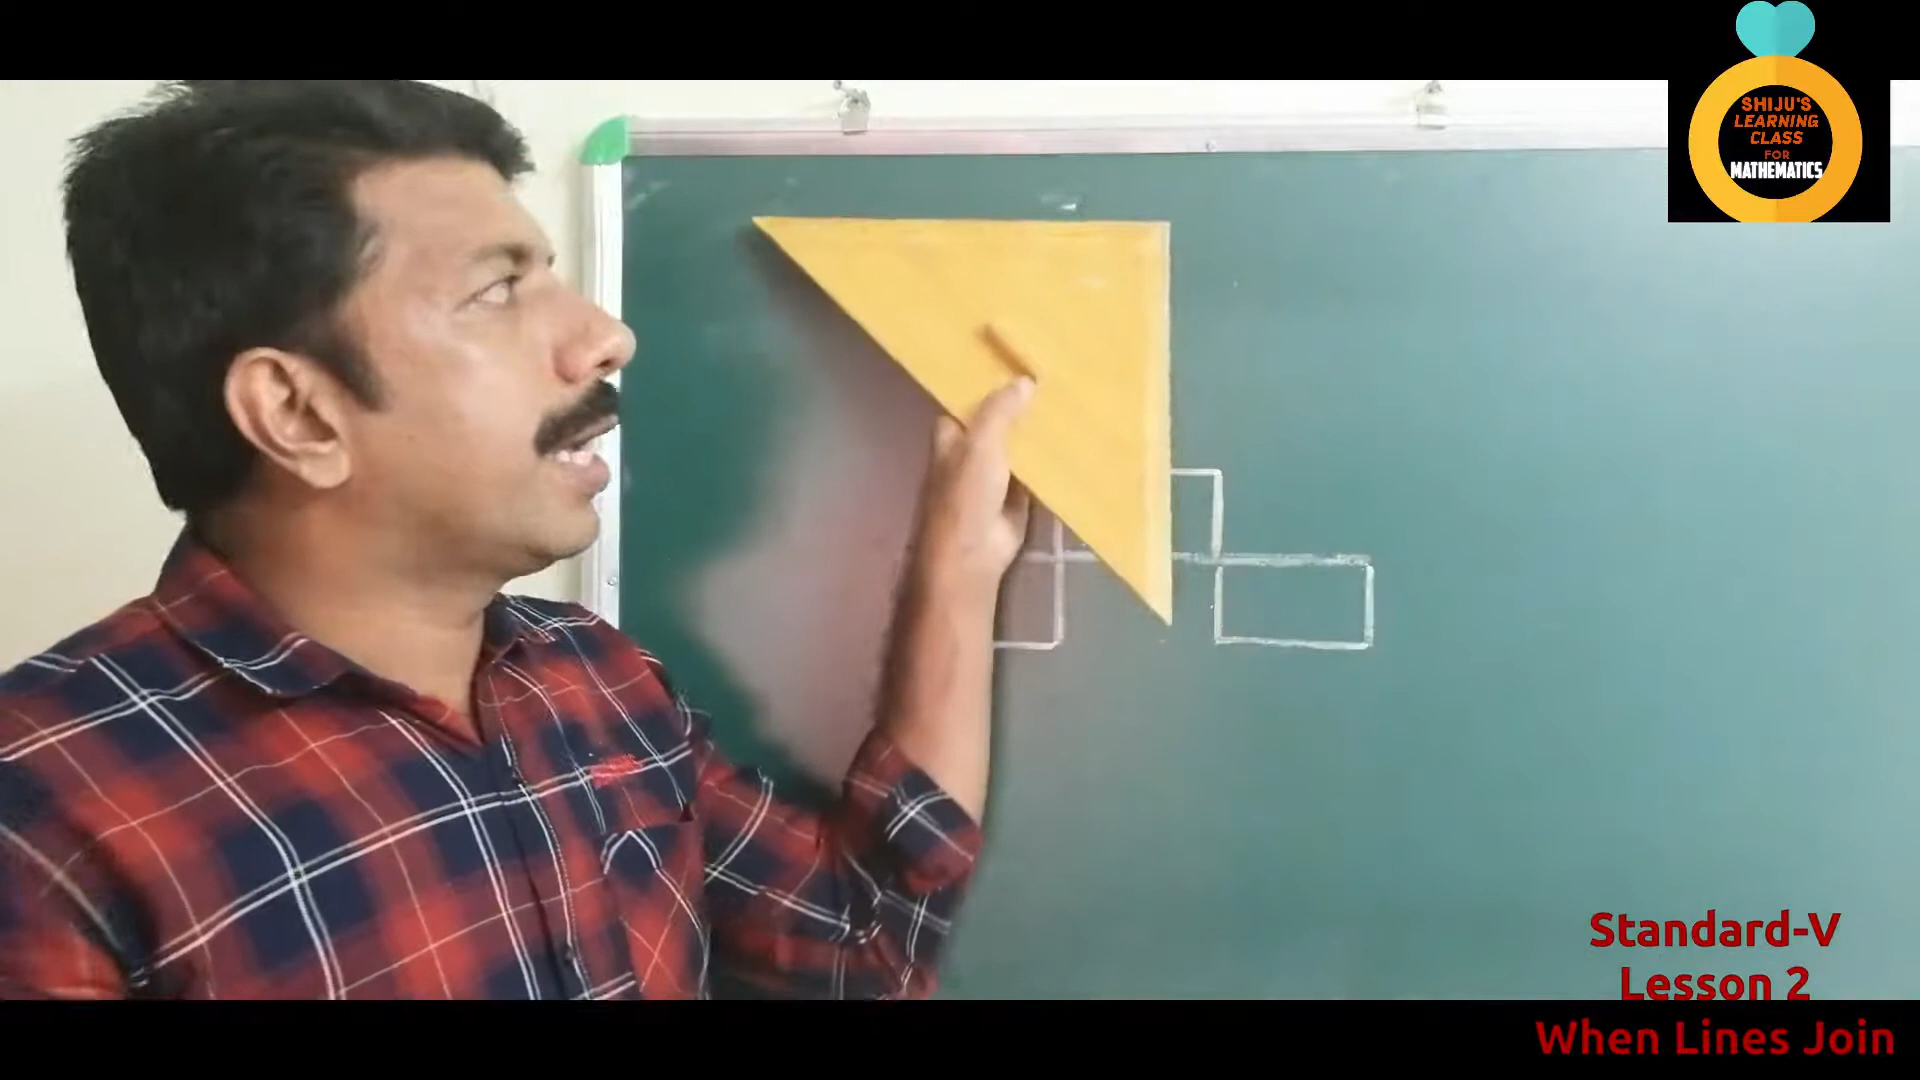 SHIJU'S
LEARNING
CLASS
FOR
MATHEMATICS
Standard-V
Lesson 2
When Lines Join